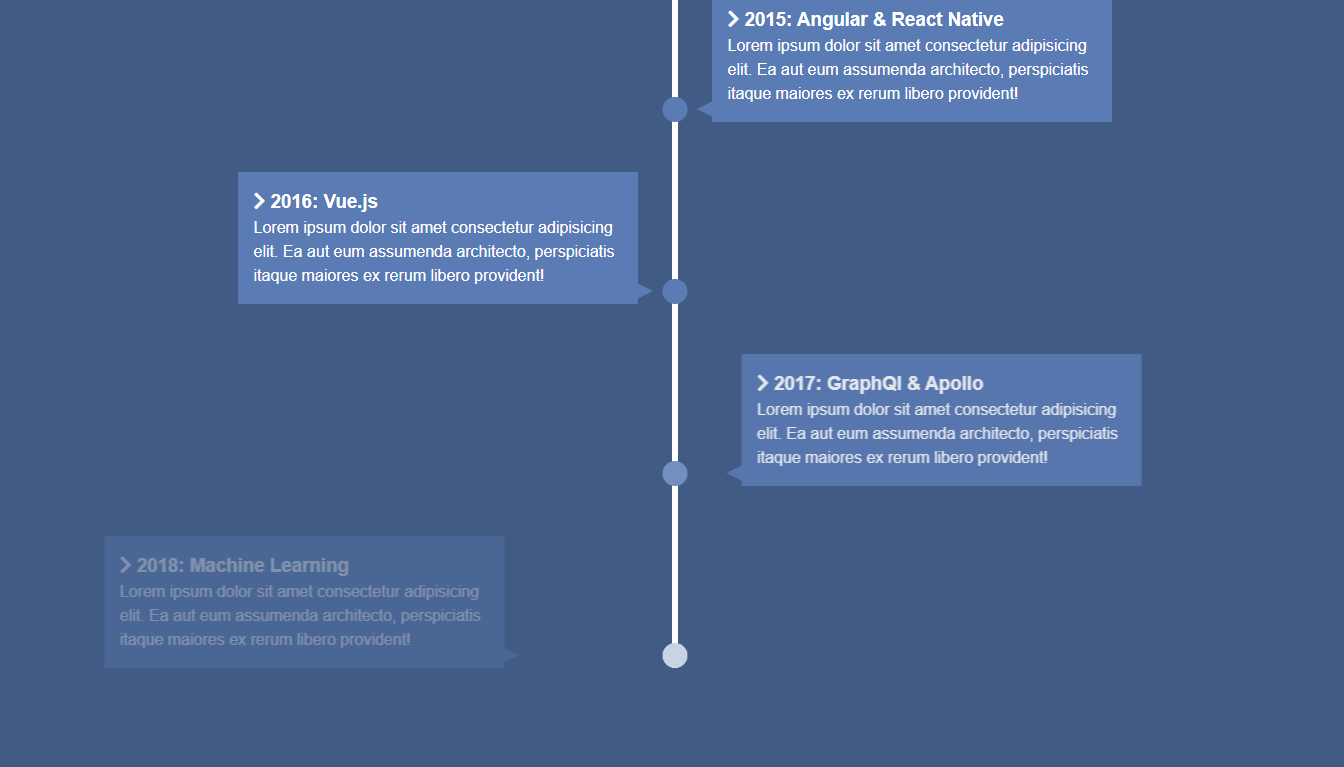 2015: Angular & React Native
Lorem ipsum dolor sit amet consectetur adipisicing
elit. Ea aut eum assumenda architecto, perspiciatis
itaque maiores ex rerum libero provident!
2016: Vue.js
Lorem ipsum dolor sit amet consectetur adipisicing
elit. Ea aut eum assumenda architecto, perspiciatis
itaque maiores ex rerum libero provident!
2017: GraphQl & Apollo
Lorem ipsum dolor sit amet consectetur adipisicing
elit. Ea aut eum assumenda architecto, perspiciatis
itaque maiores ex rerum libero provident!
2018: Machine Learning
Lorem ipsum dolor sit amet consectetur adipisicing
elit. Ea aut eum assumenda architecto, perspiciatis
itaque maiores ex rerum libero provident!